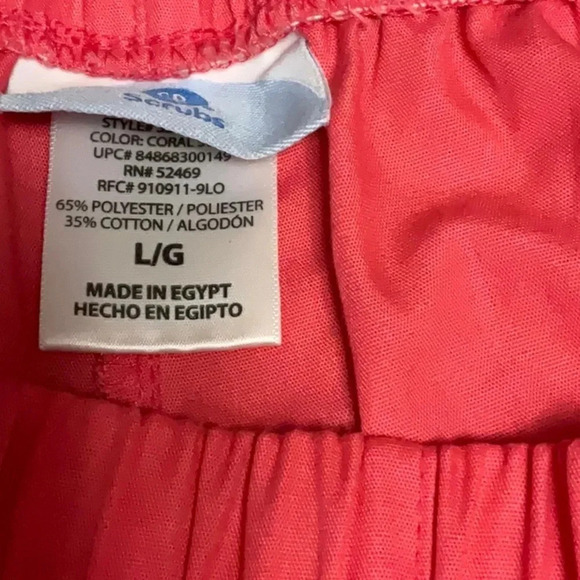 Scrubs
STYLE#
COLOR: CORAL
UPC# 84868300149
RN# 52469
RFC# 910911-9LO
65% POLYESTER / POLIESTER
35% COTTON / ALGODÓN
L/G
MADE IN EGYPT
HECHO EN EGIPTO